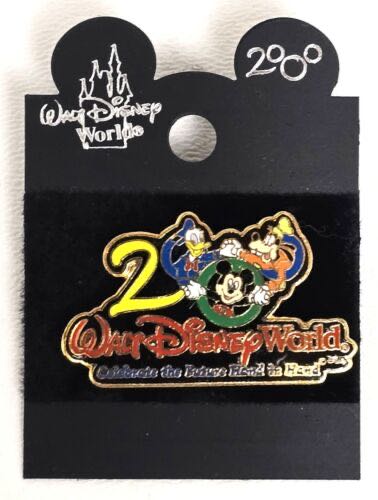 Walt Disney
World
2000
2000
Walt Disney World
Celebrate the Future Hand in Hand